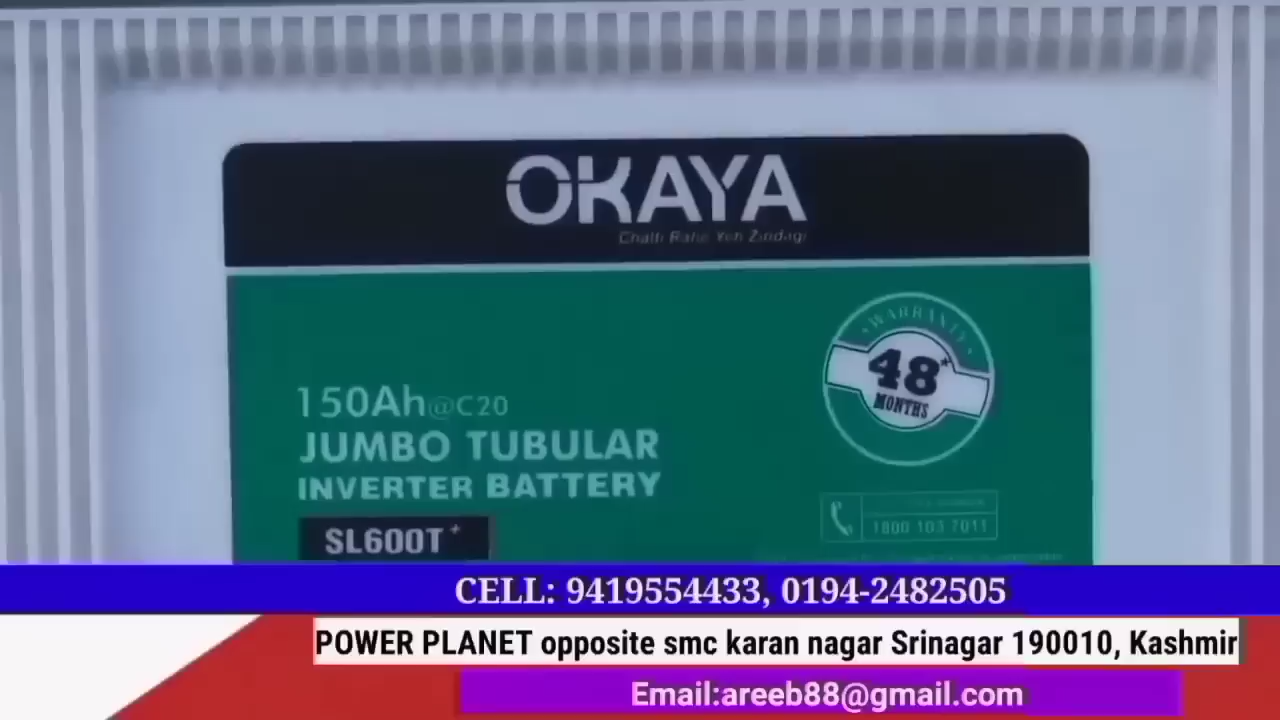 OKAYA
Chalti Rahe Yeh Zindagi
WARRANTY
48*
MONTHS
150Ah@C20
JUMBO TUBULAR
INVERTER BATTERY
SL600T+
1800 103 7011
CELL: 9419554433, 0194-2482505
POWER PLANET opposite smc karan nagar Srinagar 190010, Kashmir
Email:areeb88@gmail.com